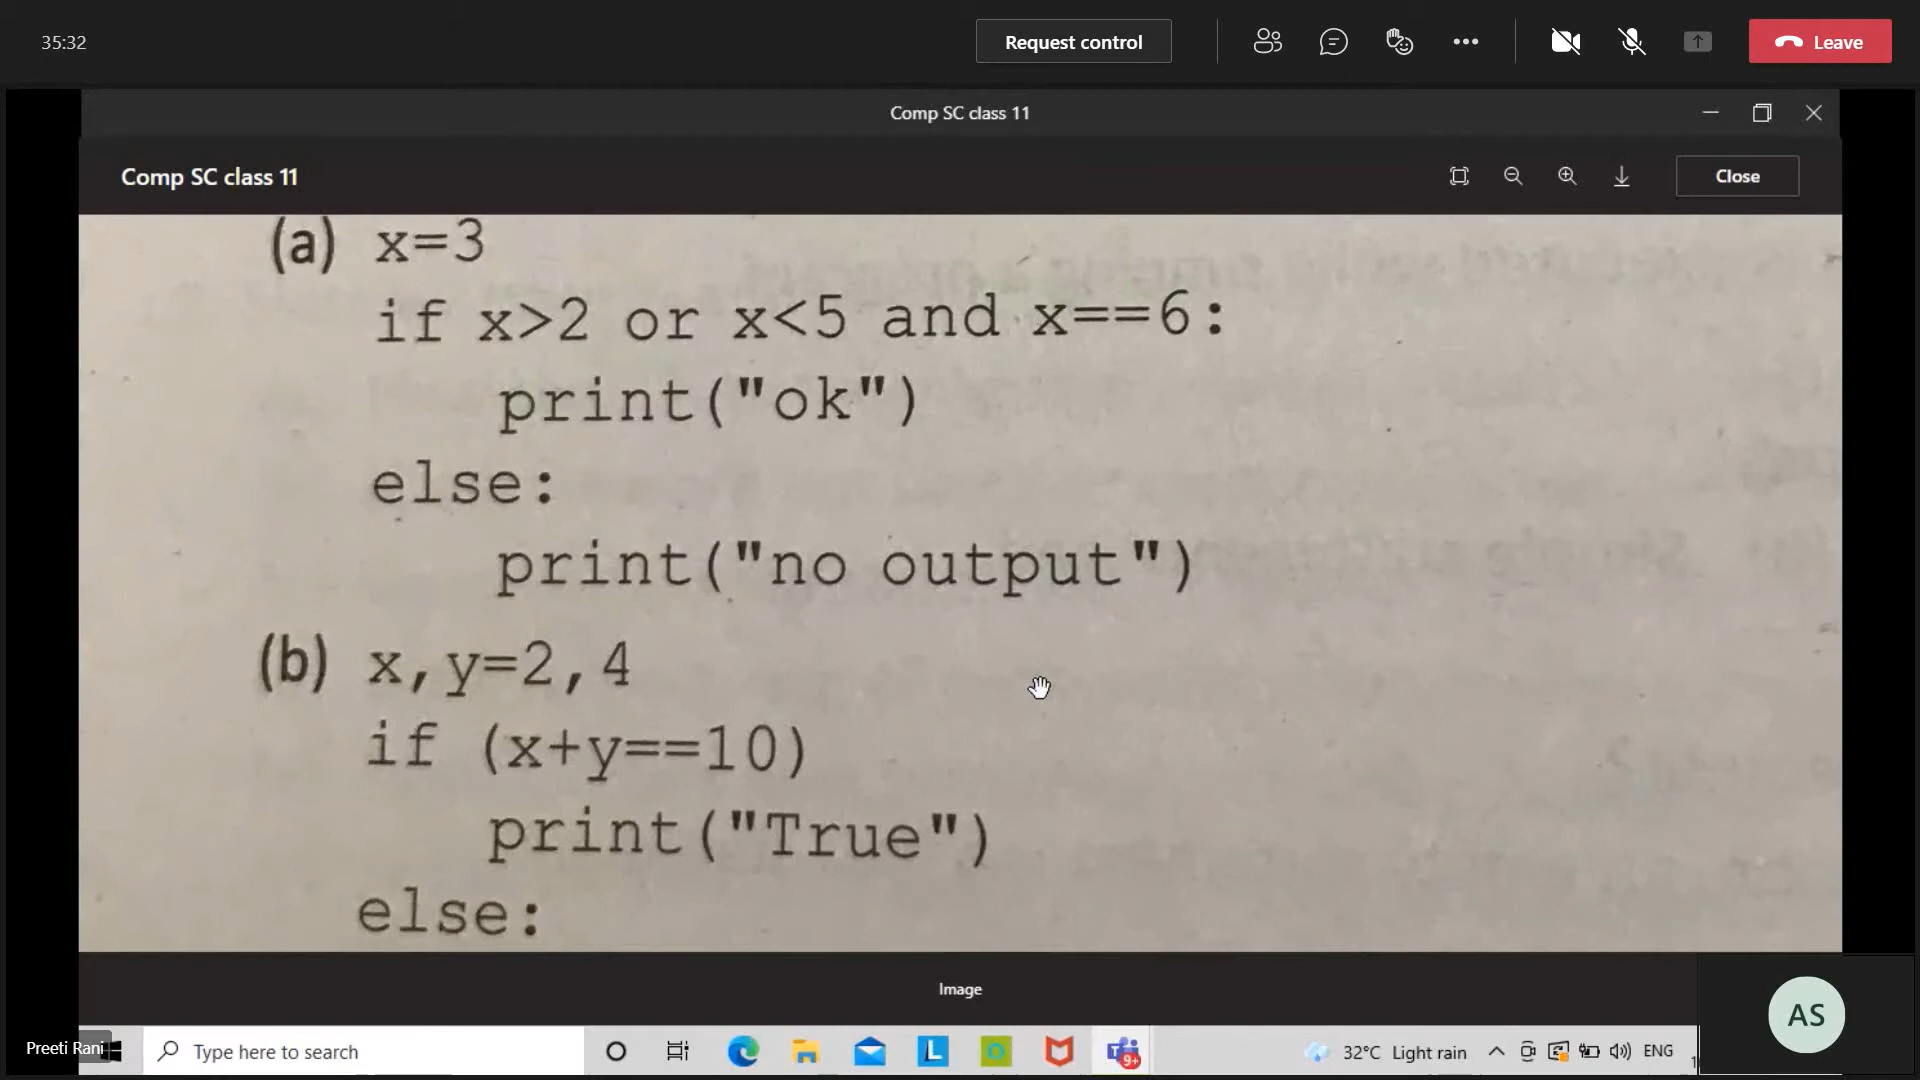 35:32
Request control
Leave
Comp SC class 11
Comp SC class 11
Close
(a) x=3
if x>2 or x<5 and x==6:
print("ok")
else:
print("no output")
(b) x,y=2,4
if (x+y==10)
print("True")
else:
Image
AS
Preeti Rani
Type here to search
L
9+
32°C Light rain
ENG